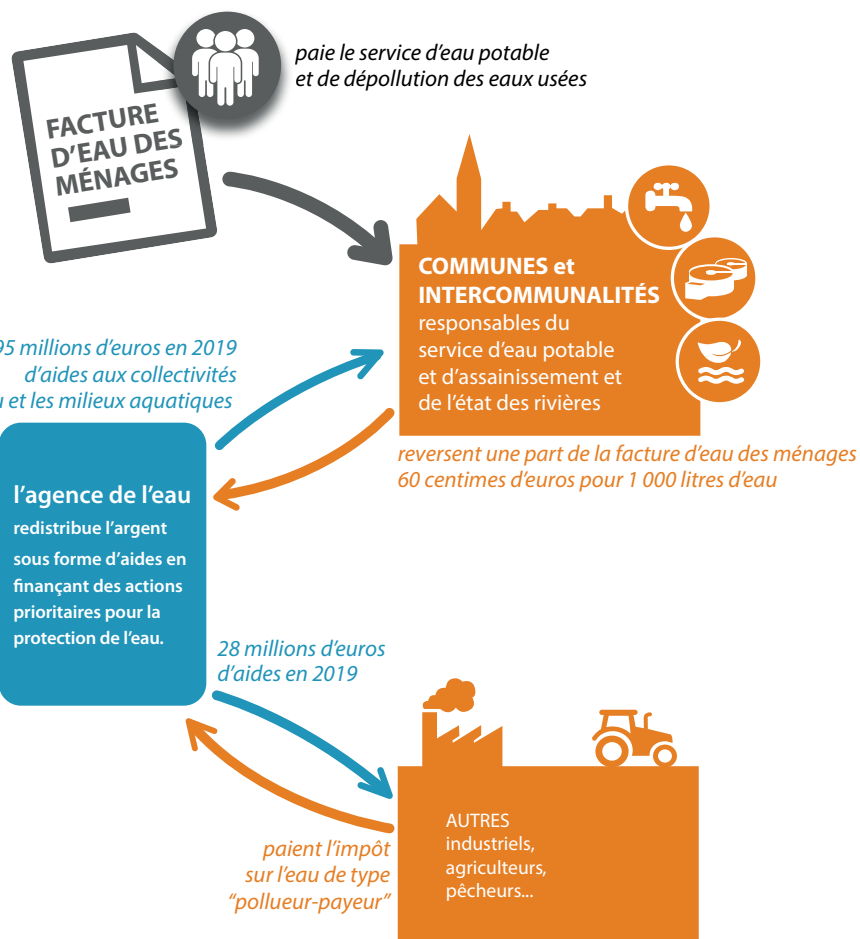 paie le service d'eau potable
et de dépollution des eaux usées
FACTURE
D'EAU DES
MÉNAGES
COMMUNES et
INTERCOMMUNALITÉS
responsables du
service d'eau potable
et d'assainissement et
de l'état des rivières
95 millions d'euros en 2019
d'aides aux collectivités
et les milieux aquatiques
reversent une part de la facture d'eau des ménages
60 centimes d'euros pour 1 000 litres d'eau
l'agence de l'eau
redistribue l'argent
sous forme d'aides en
finançant des actions
prioritaires pour la
protection de l'eau.
28 millions d'euros
d'aides en 2019
AUTRES
industriels,
agriculteurs,
pêcheurs...
paient l'impôt
sur l'eau de type
“pollueur-payeur”